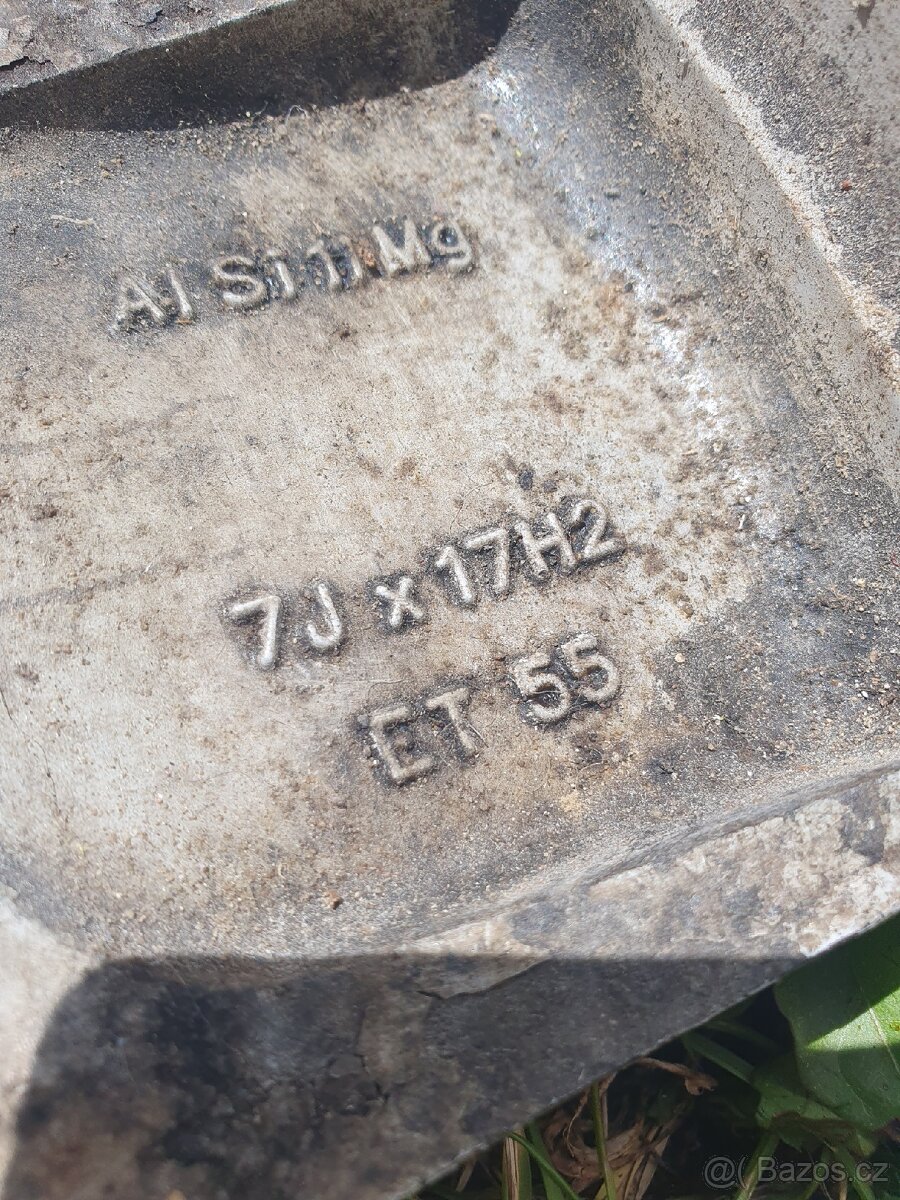 Al Si 11 Mg
7J x 17H2
ET 55
@( Bazos.cz